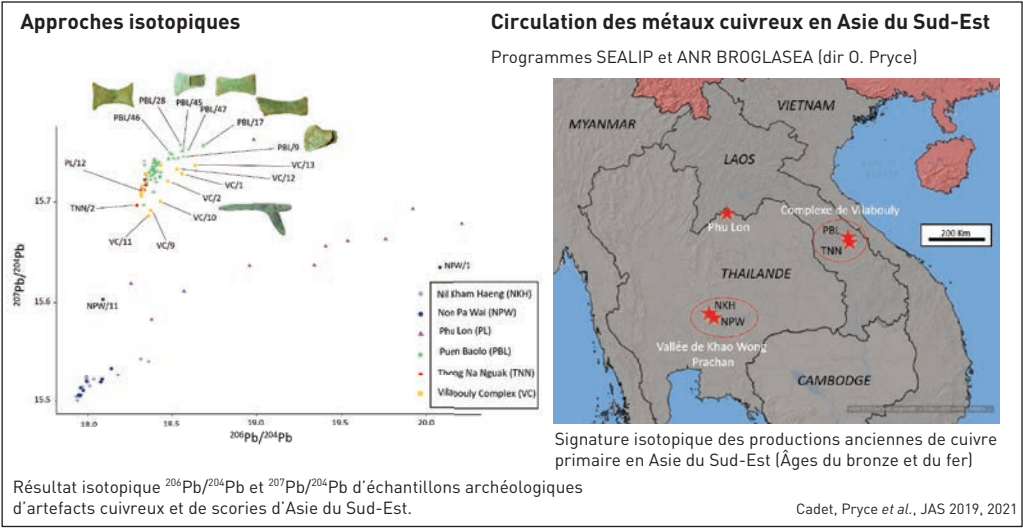 Approches isotopiques
PBL/28
PBL/45
PBL/47
PBL/46
PBL/17
PBL/9
PL/12
VC/13
VC/12
VC/1
VC/2
TNN/2
VC/10
VC/11
VC/9
NPW/1
NPW/11
15.7
15.6
15.5
207Pb/204Pb
18.0
18.5
19.0
19.5
20.0
206Pb/204Pb
Nil Kham Haeng (NKH)
Non Pa Wai (NPW)
Phu Lon (PL)
Puen Baolo (PBL)
Thong Na Nguak (TNN)
Vilabouly Complex (VC)
Résultat isotopique 206Pb/204Pb et 207Pb/204Pb d’échantillons archéologiques
d’artefacts cuivreux et de scories d’Asie du Sud-Est.
Circulation des métaux cuivreux en Asie du Sud-Est
Programmes SEALIP et ANR BROGLASEA (dir O. Pryce)
MYANMAR
VIETNAM
LAOS
Phu Lon
Complexe de Vilabouly
PBL
TNN
200 Km
THAILANDE
NKH
NPW
Vallée de Khao Wong
Prachan
CAMBODGE
Signature isotopique des productions anciennes de cuivre
primaire en Asie du Sud-Est (Âges du bronze et du fer)
Cadet, Pryce et al., JAS 2019, 2021